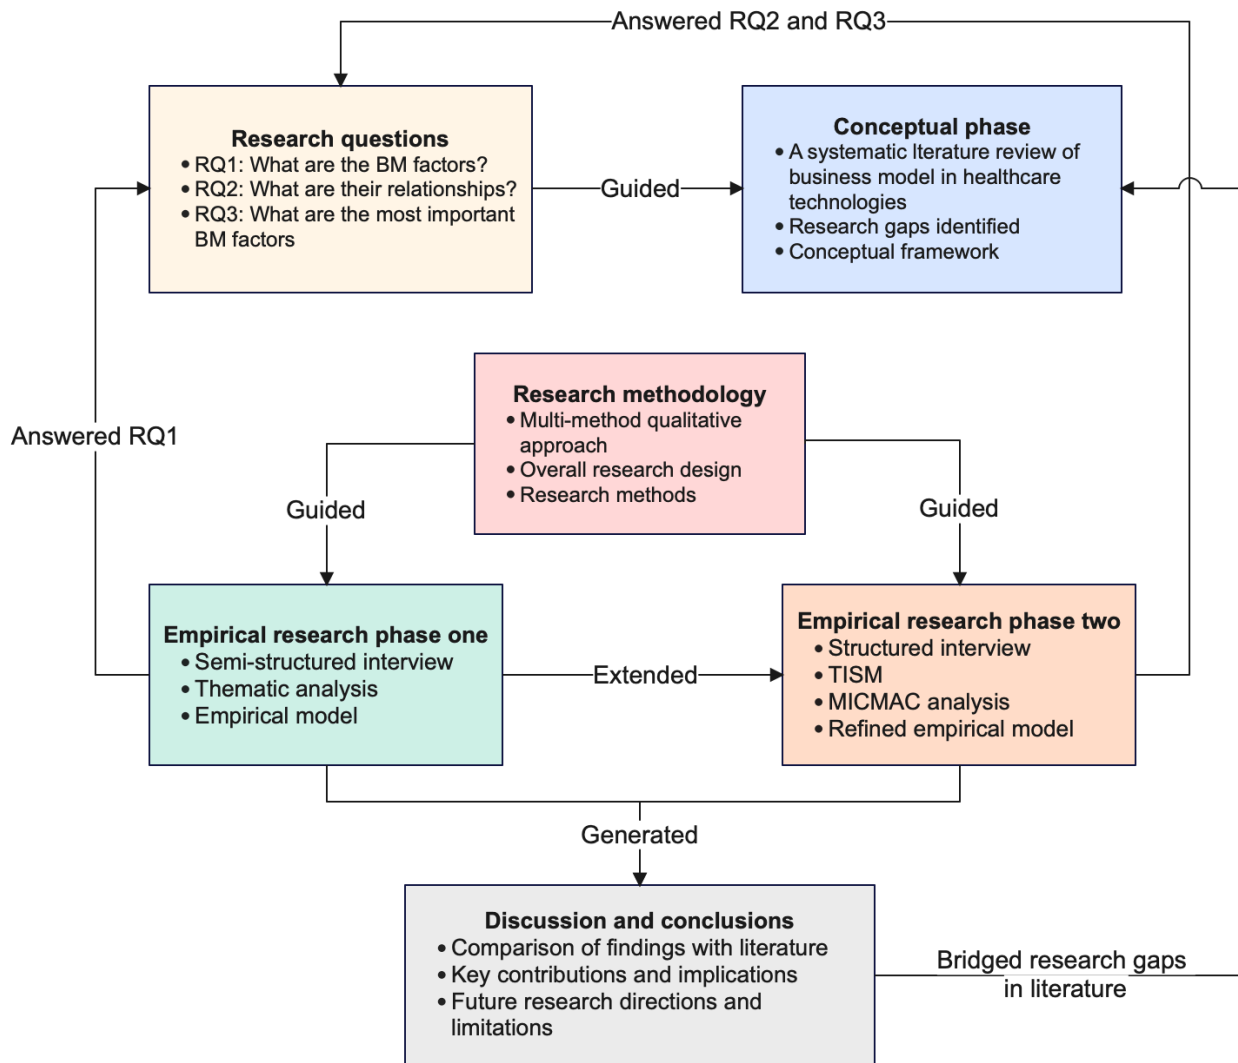 Answered RQ2 and RQ3
Research questions
• RQ1: What are the BM factors?
• RQ2: What are their relationships?
• RQ3: What are the most important
BM factors
Guided
Conceptual phase
• A systematic lterature review of
business model in healthcare
technologies
• Research gaps identified
• Conceptual framework
Answered RQ1
Research methodology
• Multi-method qualitative
approach
• Overall research design
• Research methods
Guided
Guided
Empirical research phase one
• Semi-structured interview
• Thematic analysis
• Empirical model
Extended
Empirical research phase two
• Structured interview
• TISM
• MICMAC analysis
• Refined empirical model
Generated
Discussion and conclusions
• Comparison of findings with literature
• Key contributions and implications
• Future research directions and
limitations
Bridged research gaps
in literature